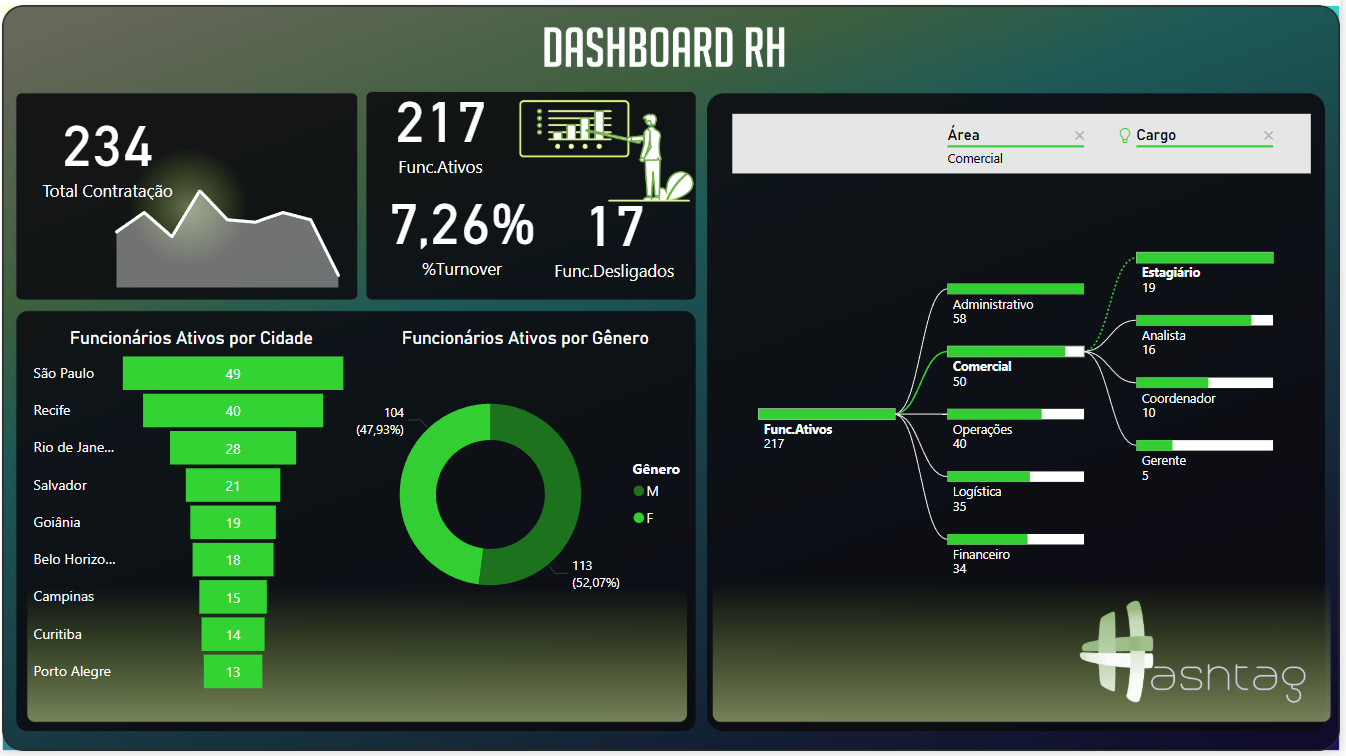 DASHBOARD RH
234
Total Contratação
217
Func.Ativos
7,26%
%Turnover
17
Func.Desligados
Área
Comercial
Cargo
Func.Ativos
217
Administrativo
58
Comercial
50
Operações
40
Logística
35
Financeiro
34
Estagiário
19
Analista
16
Coordenador
10
Gerente
5
Funcionários Ativos por Cidade
São Paulo 49
Recife 40
Rio de Jane... 28
Salvador 21
Goiânia 19
Belo Horizo... 18
Campinas 15
Curitiba 14
Porto Alegre 13
Funcionários Ativos por Gênero
104
(47,93%)
113
(52,07%)
Gênero
M
F
Hashtag